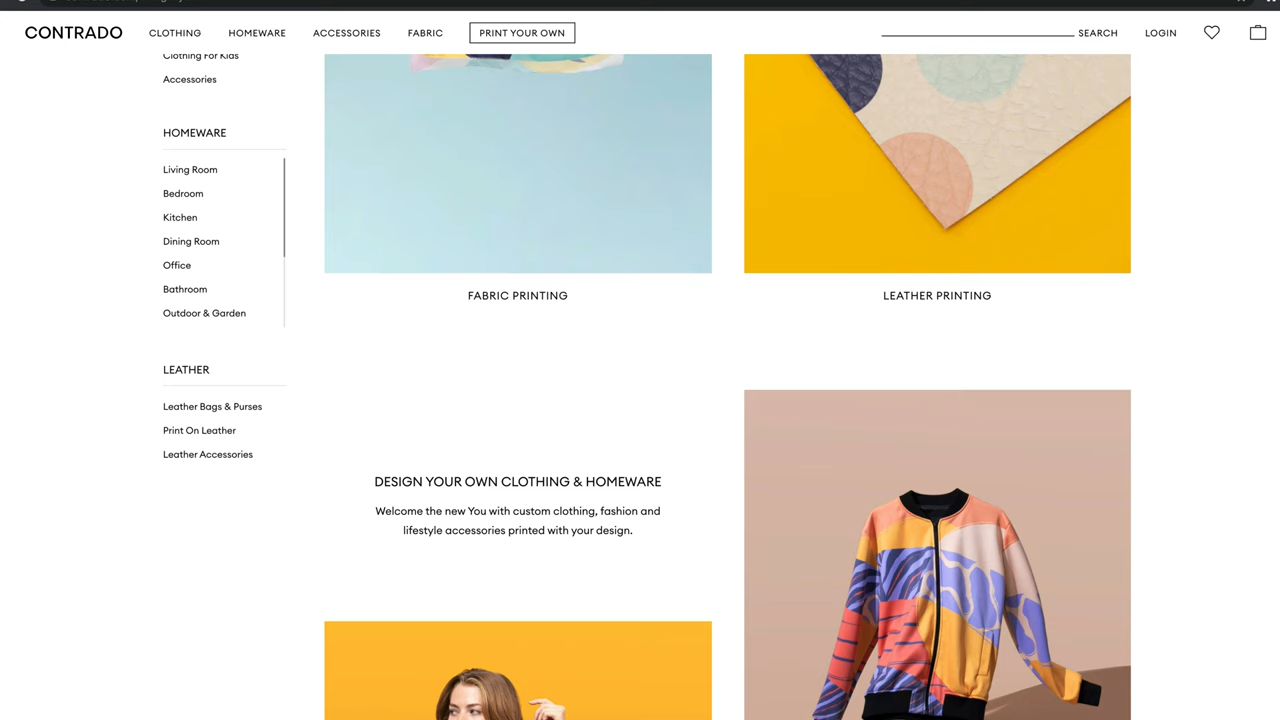 CONTRADO CLOTHING HOMEWARE ACCESSORIES FABRIC PRINT YOUR OWN SEARCH LOGIN
Clothing For Kids
Accessories
HOMEWARE
Living Room
Bedroom
Kitchen
Dining Room
Office
Bathroom
Outdoor & Garden
LEATHER
Leather Bags & Purses
Print On Leather
Leather Accessories
FABRIC PRINTING
LEATHER PRINTING
DESIGN YOUR OWN CLOTHING & HOMEWARE
Welcome the new You with custom clothing, fashion and
lifestyle accessories printed with your design.